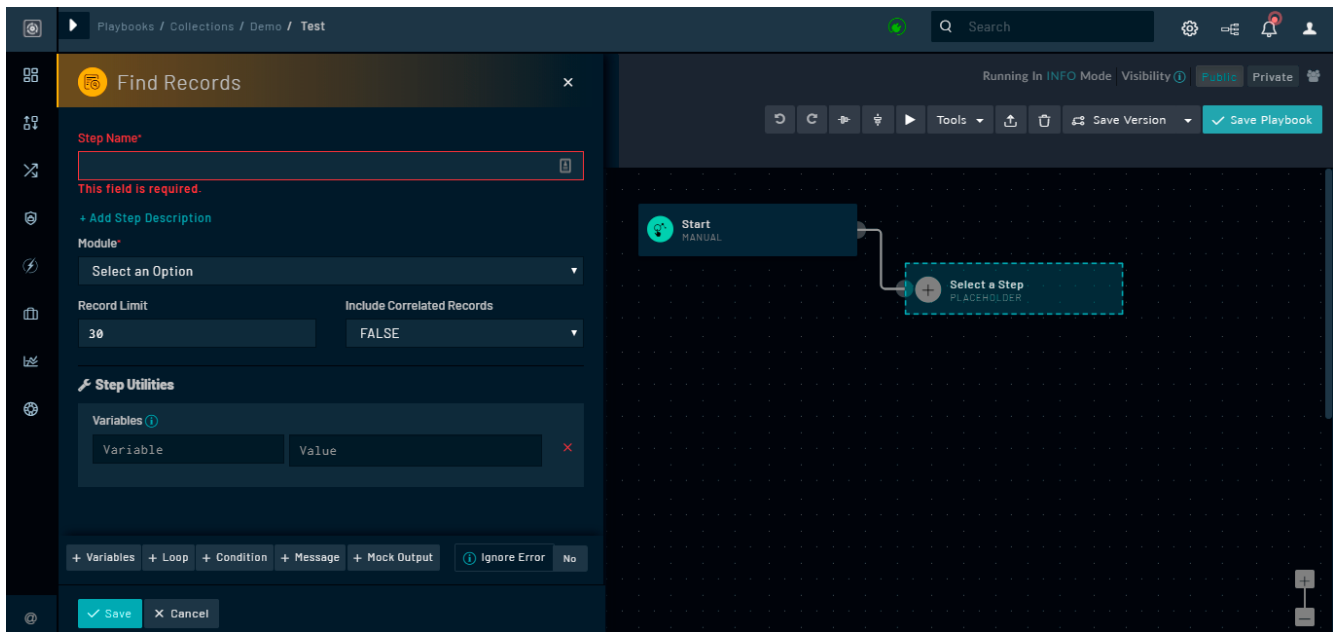 Playbooks / Collections / Demo / Test
Search
Find Records
Running In INFO Mode Visibility Public Private
Tools Save Version Save Playbook
Step Name*
This field is required.
+ Add Step Description
Module*
Select an Option
Record Limit Include Correlated Records
30 FALSE
Step Utilities
Variables
Variable Value
+ Variables + Loop + Condition + Message + Mock Output Ignore Error No
Save Cancel
@
Start
MANUAL
Select a Step
PLACEHOLDER